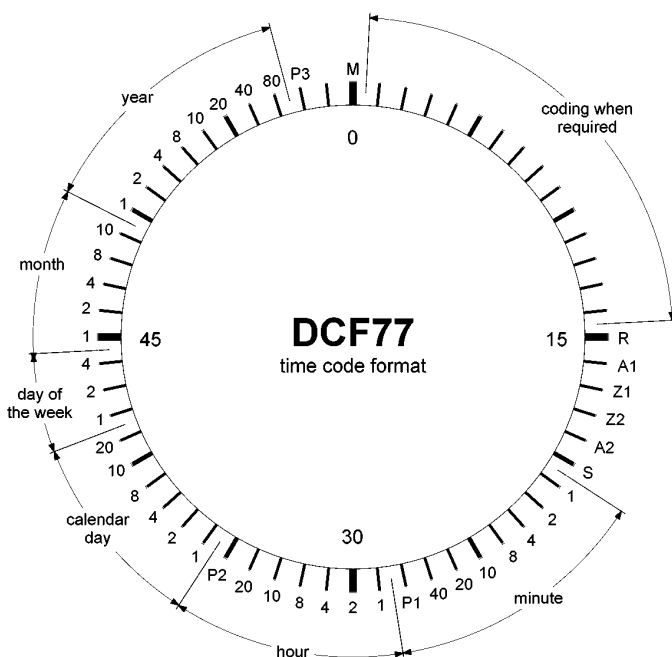 M
coding when
required
0
DCF77
time code format
15
R
A1
Z1
Z2
A2
S
1
2
4
8
10
20
40
P1
minute
30
1
2
4
8
10
20
P2
hour
1
2
4
8
10
20
calendar
day
1
2
4
day of
the week
45
1
2
4
8
10
month
1
2
4
8
10
20
40
80
P3
year